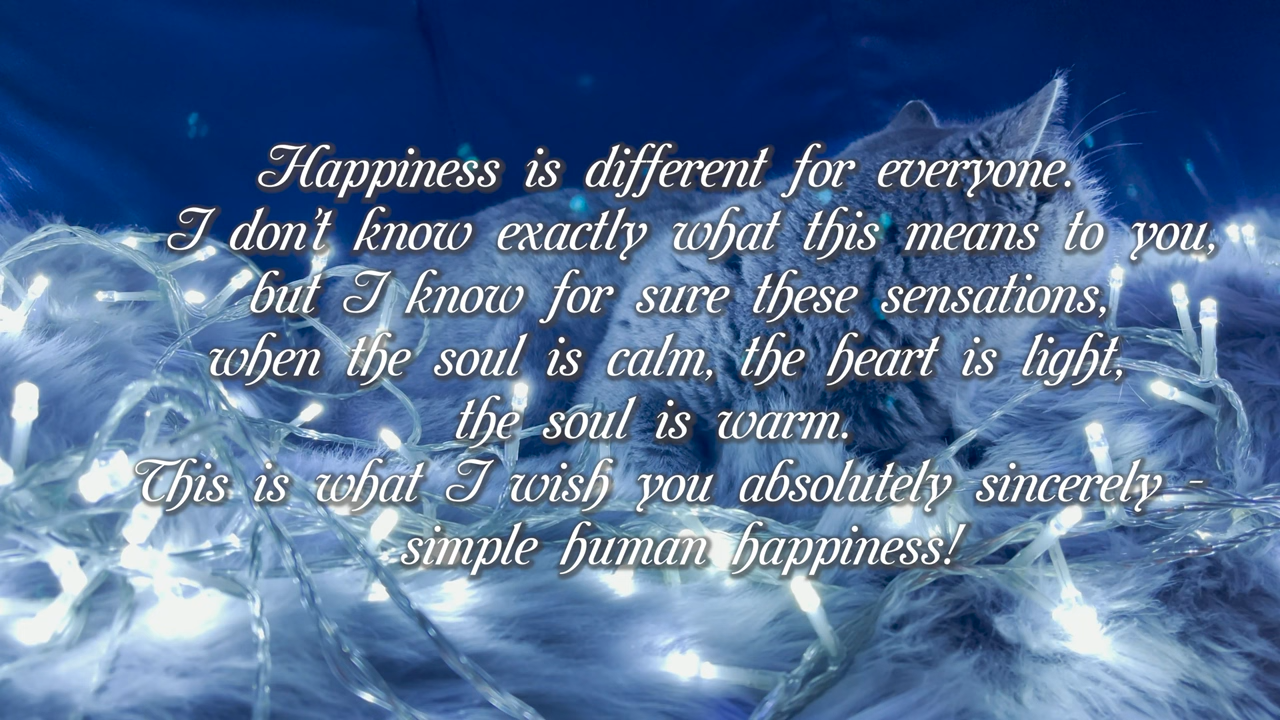 Happiness is different for everyone.
I don't know exactly what this means to you,
but I know for sure these sensations,
when the soul is calm, the heart is light,
the soul is warm.
This is what I wish you absolutely sincerely -
simple human happiness!